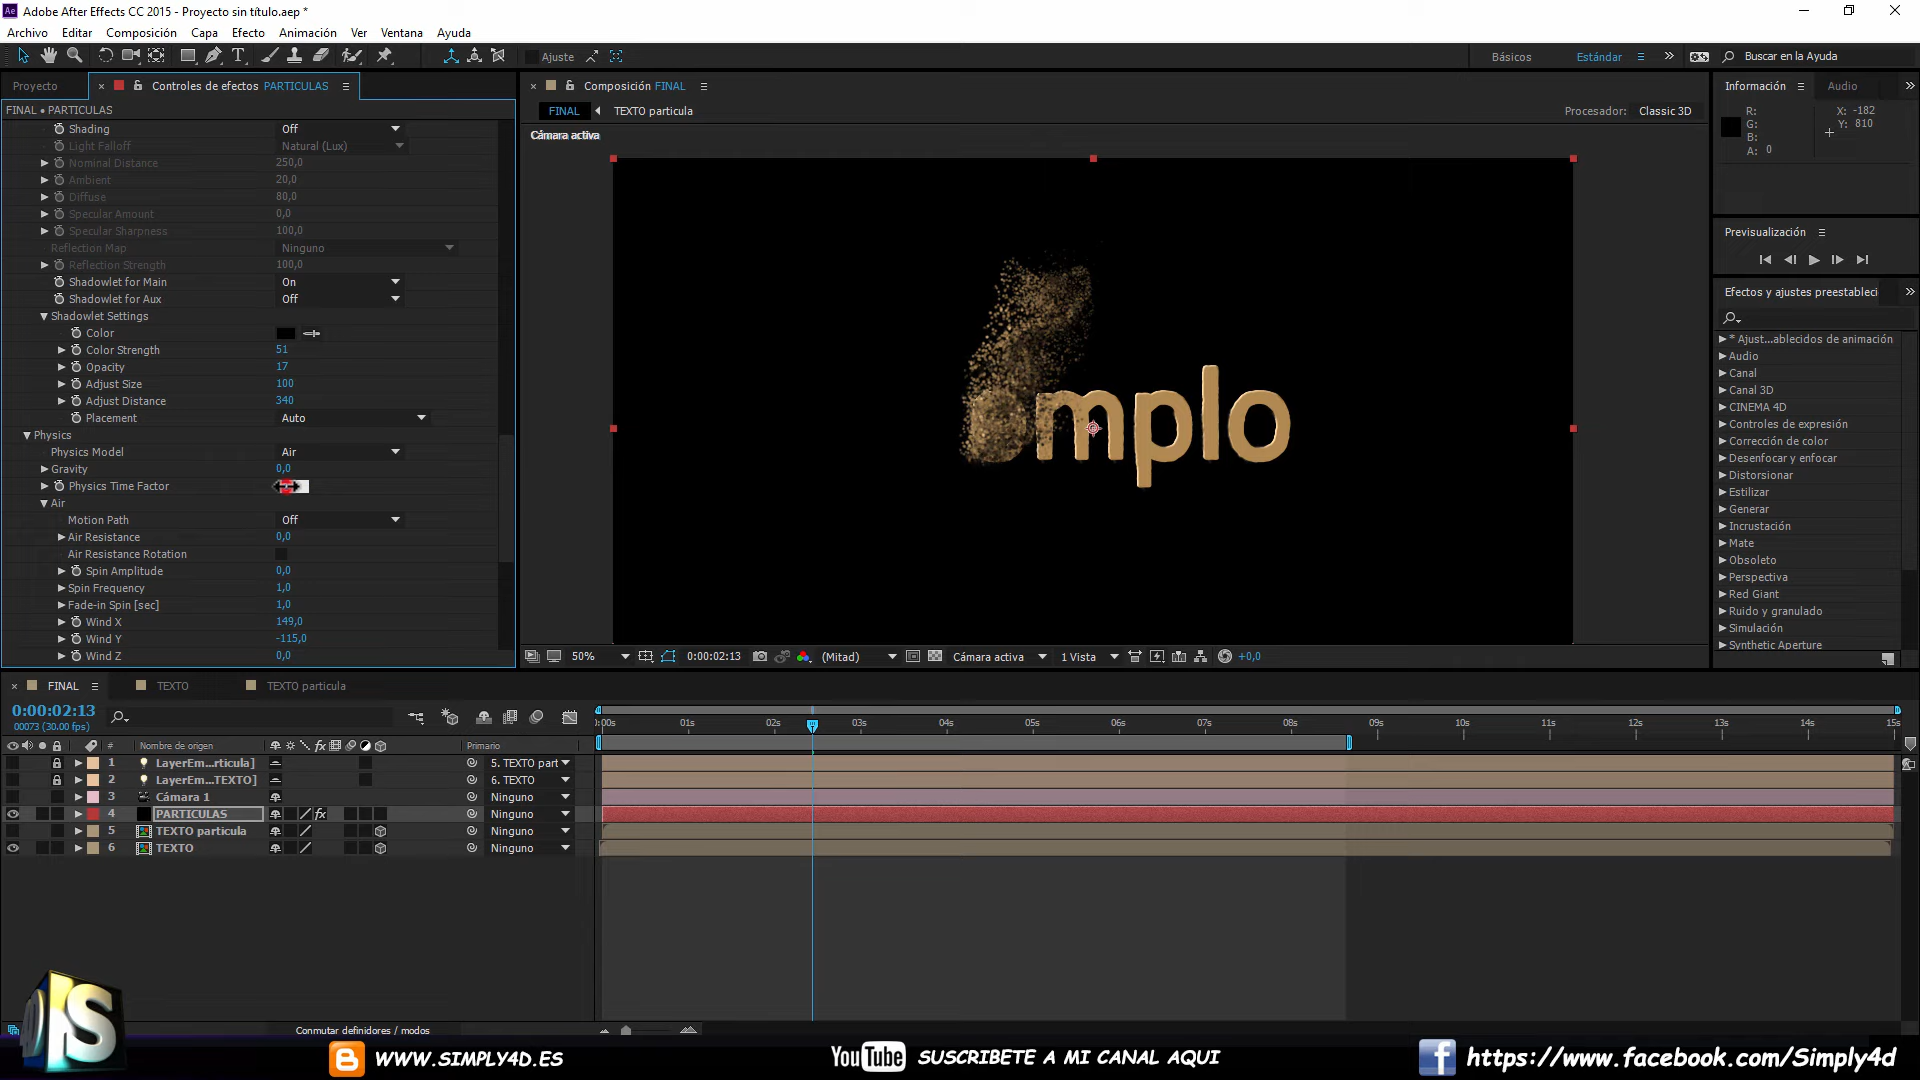 Adobe After Effects CC 2015 - Proyecto sin título.aep *
Archivo Editar Composición Capa Efecto Animación Ver Ventana Ayuda
Ajuste
Básicos Estándar Buscar en la Ayuda
Proyecto Controles de efectos PARTICULAS
FINAL • PARTICULAS
Shading Off
Light Falloff Natural (Lux)
Nominal Distance 250,0
Ambient 20,0
Diffuse 80,0
Specular Amount 0,0
Specular Sharpness 100,0
Reflection Map Ninguno
Reflection Strength 100,0
Shadowlet for Main On
Shadowlet for Aux Off
Shadowlet Settings
Color
Color Strength 51
Opacity 17
Adjust Size 100
Adjust Distance 340
Placement Auto
Physics
Physics Model Air
Gravity 0,0
Physics Time Factor
Air
Motion Path Off
Air Resistance 0,0
Air Resistance Rotation
Spin Amplitude 0,0
Spin Frequency 1,0
Fade-in Spin [sec] 1,0
Wind X 149,0
Wind Y -115,0
Wind Z 0,0
Composición FINAL
FINAL TEXTO particula
Procesador: Classic 3D
Cámara activa
mplo
50% 0:00:02:13 (Mitad) Cámara activa 1 Vista +0,0
Información Audio
R:
G:
B:
A: 0
X: -182
Y: 810
Previsualización
Efectos y ajustes preestableci
* Ajust...ablecidos de animación
Audio
Canal
Canal 3D
CINEMA 4D
Controles de expresión
Corrección de color
Desenfocar y enfocar
Distorsionar
Estilizar
Generar
Incrustación
Mate
Obsoleto
Perspectiva
Red Giant
Ruido y granulado
Simulación
Synthetic Aperture
FINAL TEXTO TEXTO particula
0:00:02:13
00073 (30.00 fps)
:00s 01s 02s 03s 04s 05s 06s 07s 08s 09s 10s 11s 12s 13s 14s 15s
# Nombre de origen fx Primario
1 LayerEm...rticula] 5. TEXTO part
2 LayerEm...TEXTO] 6. TEXTO
3 Cámara 1 Ninguno
4 PARTICULAS fx Ninguno
5 TEXTO particula Ninguno
6 TEXTO Ninguno
Conmutar definidores / modos
WWW.SIMPLY4D.ES
YouTube SUSCRIBETE A MI CANAL AQUI
https://www.facebook.com/Simply4d